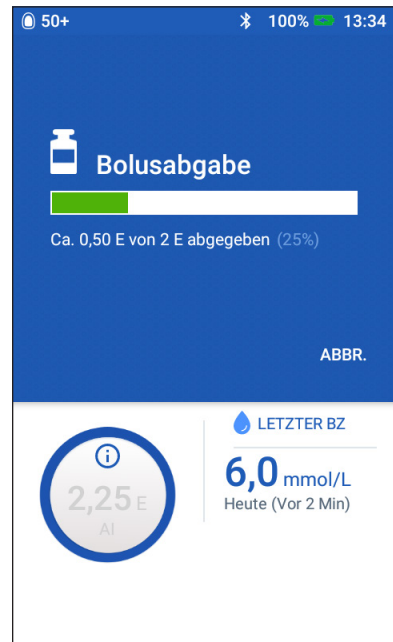 50+ 100% 13:34
Bolusabgabe
Ca. 0,50 E von 2 E abgegeben (25%)
ABBR.
2,25 E
AI
LETZTER BZ
6,0 mmol/L
Heute (Vor 2 Min)